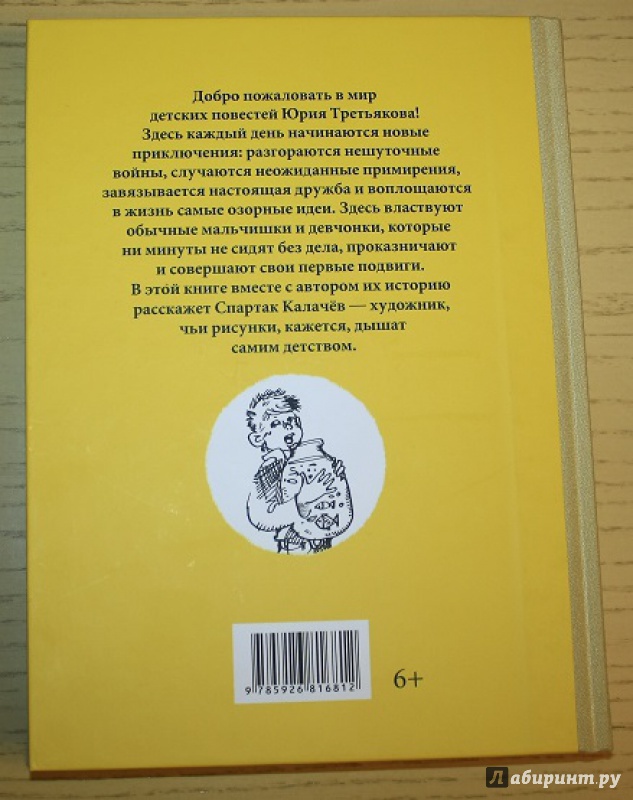 Добро пожаловать в мир
детских повестей Юрия Третьякова!
Здесь каждый день начинаются новые
приключения: разгораются нешуточные
войны, случаются неожиданные примирения,
завязывается настоящая дружба и воплощаются
в жизнь самые озорные идеи. Здесь властвуют
обычные мальчишки и девчонки, которые
ни минуты не сидят без дела, проказничают
и совершают свои первые подвиги.
В этой книге вместе с автором их историю
расскажет Спартак Калачёв — художник,
чьи рисунки, кажется, дышат
самим детством.
9 785926 816812
6+
Лабиринт.ру